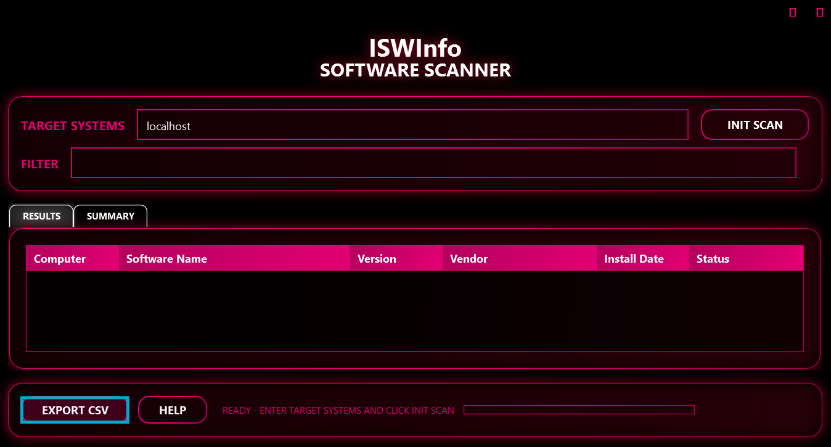 ISWInfo
SOFTWARE SCANNER
TARGET SYSTEMS localhost INIT SCAN
FILTER
RESULTS SUMMARY
Computer Software Name Version Vendor Install Date Status
EXPORT CSV HELP READY - ENTER TARGET SYSTEMS AND CLICK INIT SCAN